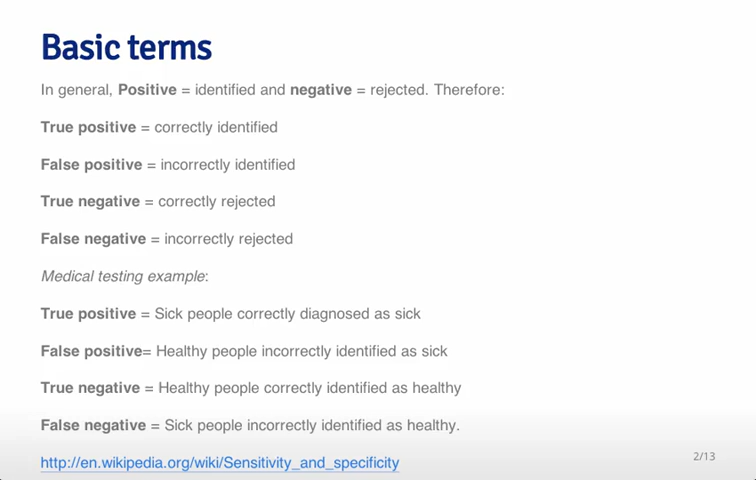 Basic terms
In general, Positive = identified and negative = rejected. Therefore:
True positive = correctly identified
False positive = incorrectly identified
True negative = correctly rejected
False negative = incorrectly rejected
Medical testing example:
True positive = Sick people correctly diagnosed as sick
False positive= Healthy people incorrectly identified as sick
True negative = Healthy people correctly identified as healthy
False negative = Sick people incorrectly identified as healthy.
http://en.wikipedia.org/wiki/Sensitivity_and_specificity
2/13